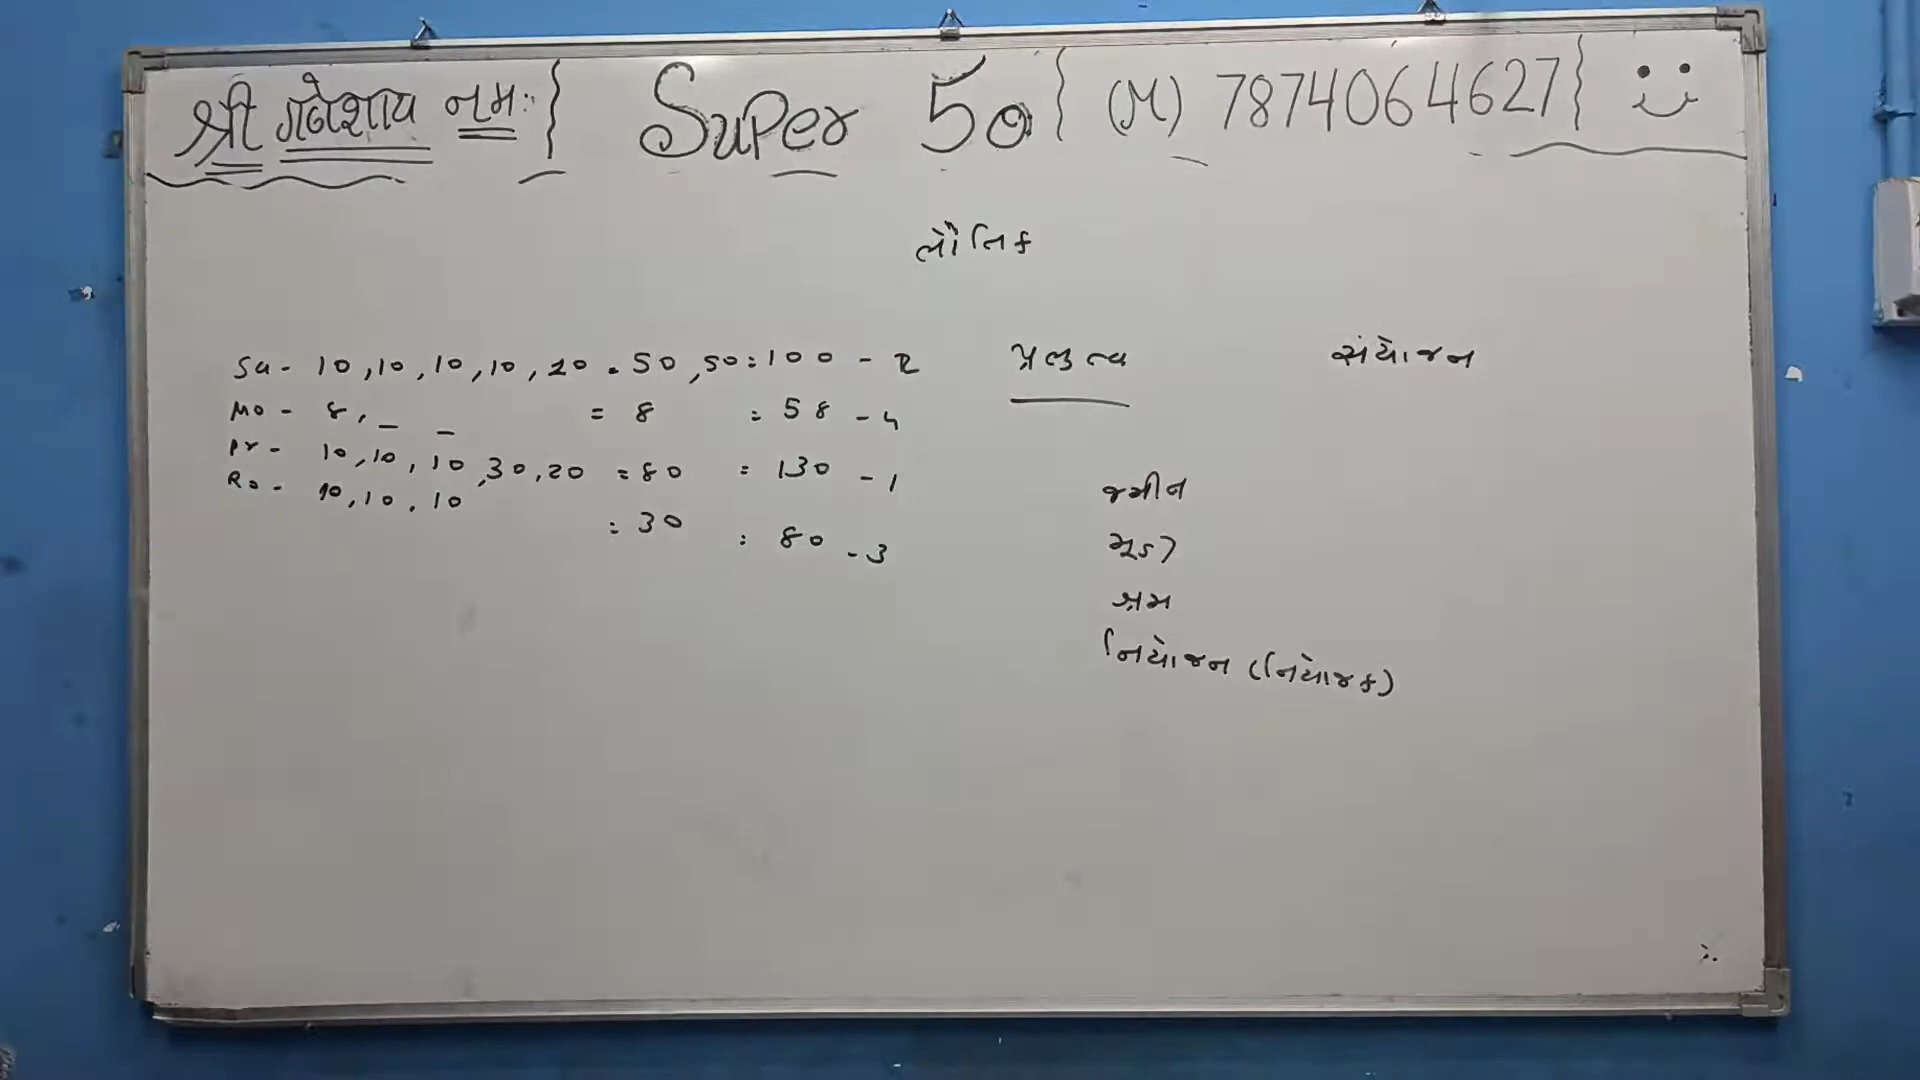 श्री गणेशाय नमः } Super 50 { (M) 7874064627 }
ભૌતિક
Su - 10,10,10,10,20 = 50,50 = 100 - 2
Mo - 8, _ _ = 8 = 58 - 4
Pr - 10,10,10,30,20 = 80 = 130 - 1
Ro - 10,10,10 = 30 = 80 - 3
પ્રભુત્વ સંયોજન
જમીન
મૂડી
શ્રમ
નિયોજન (નિયોજક)